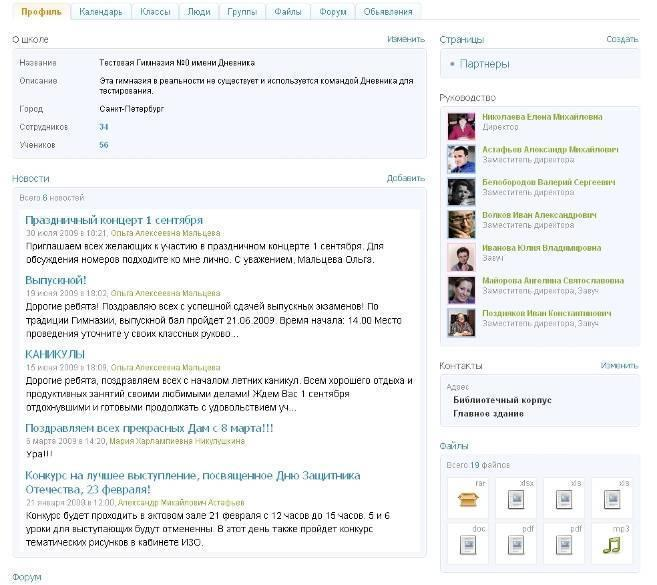 Профиль Календарь Классы Люди Группы Файлы Форум Объявления
О школе Изменить
Название Тестовая Гимназия №0 имени Дневника
Описание Эта гимназия в реальности не существует и используется командой Дневника для
тестирования.
Город Санкт-Петербург
Сотрудников 34
Учеников 56
Новости Добавить
Всего 6 новостей
Праздничный концерт 1 сентября
30 июля 2009 в 10:21, Ольга Алексеевна Мальцева
Приглашаем всех желающих к участию в праздничном концерте 1 сентября. Для
обсуждения номеров подходите ко мне лично. С уважением, Мальцева Ольга.
Выпускной!
19 июня 2009 в 18:02, Ольга Алексеевна Мальцева
Дорогие ребята! Поздравляю всех с успешной сдачей выпускных экзаменов! По
традиции Гимназии, выпускной бал пройдет 21.06.2009. Время начала: 14.00 Место
проведения уточните у своих классных руково...
КАНИКУЛЫ
15 июня 2009 в 18:09, Ольга Алексеевна Мальцева
Дорогие ребята, поздравляем всех с началом летних каникул. Всем хорошего отдыха и
продуктивных занятий своими любимыми делами! Ждем Вас 1 сентября
отдохнувшими и готовыми продолжать с удовольствием уч...
Поздравляем всех прекрасных Дам с 8 марта!!!
6 марта 2009 в 14:20, Мария Харлампиевна Никулушкина
Ура!!!
Конкурс на лучшее выступление, посвященное Дню Защитника
Отечества, 23 февраля!
21 января 2009 в 12:00, Александр Михайлович Астафьев
Конкурс будет проходить в актовом зале 21 февраля с 12 часов до 15 часов. 5 и 6
уроки для выступающих будут отменены. В этот день также пройдет конкурс
тематических рисунков в кабинете ИЗО.
Форум
Страницы Создать
Партнеры
Руководство
Николаева Елена Михайловна
Директор
Астафьев Александр Михайлович
Заместитель директора
Белобородов Валерий Сергеевич
Заместитель директора
Волков Иван Александрович
Заместитель директора
Иванова Юлия Владимировна
Завуч
Майорова Ангелина Святославовна
Заместитель директора, Завуч
Поздняков Иван Константинович
Заместитель директора, Завуч
Контакты Изменить
Адрес
Библиотечный корпус
Главное здание
Файлы
Всего 19 файлов
rar xlsx xls xls
doc pdf pdf mp3